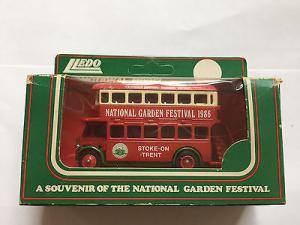 LLEDO
NATIONAL GARDEN FESTIVAL 1986
STOKE-ON
-TRENT
A SOUVENIR OF THE NATIONAL GARDEN FESTIVAL